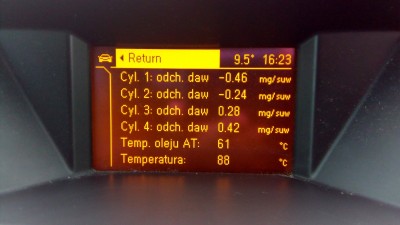 ◄ Return 9.5° 16:23
Cyl. 1: odch. daw -0.46 mg/suw
Cyl. 2: odch. daw -0.24 mg/suw
Cyl. 3: odch. daw 0.28 mg/suw
Cyl. 4: odch. daw 0.42 mg/suw
Temp. oleju AT: 61 °C
Temperatura: 88 °C